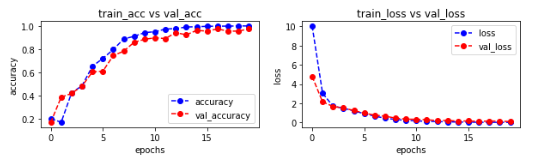 train_acc vs val_acc
1.0
0.8
0.6
0.4
0.2
accuracy
accuracy
val_accuracy
0
5
10
15
epochs
train_loss vs val_loss
10
8
6
4
2
0
loss
loss
val_loss
0
5
10
15
epochs